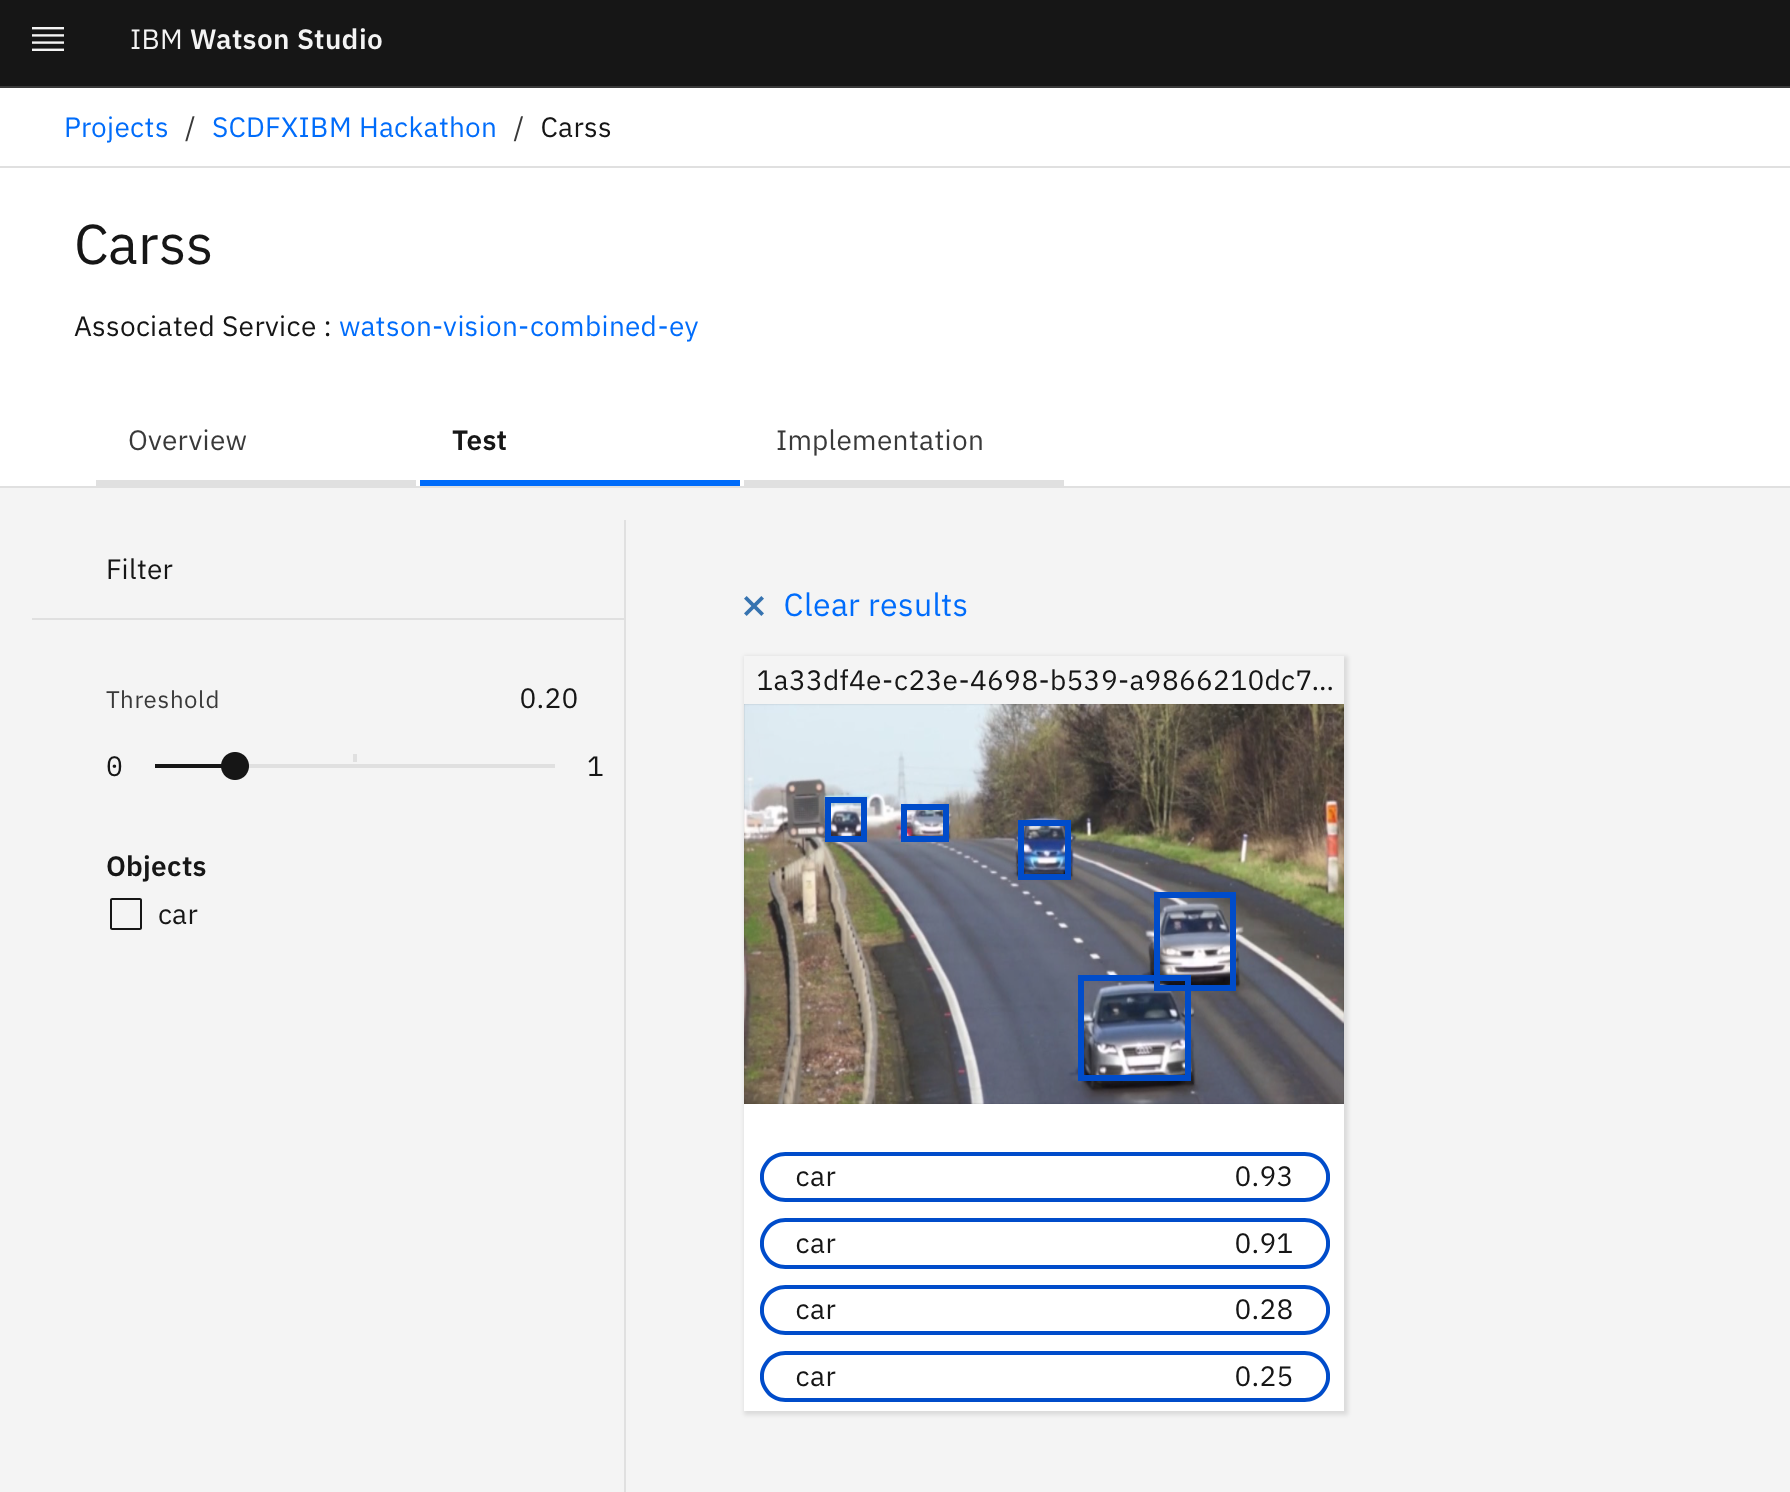 IBM Watson Studio
Projects / SCDFXIBM Hackathon / Carss
Carss
Associated Service : watson-vision-combined-ey
Overview Test Implementation
Filter
Threshold 0.20
0 1
Objects
car
× Clear results
1a33df4e-c23e-4698-b539-a9866210dc7...
car 0.93
car 0.91
car 0.28
car 0.25